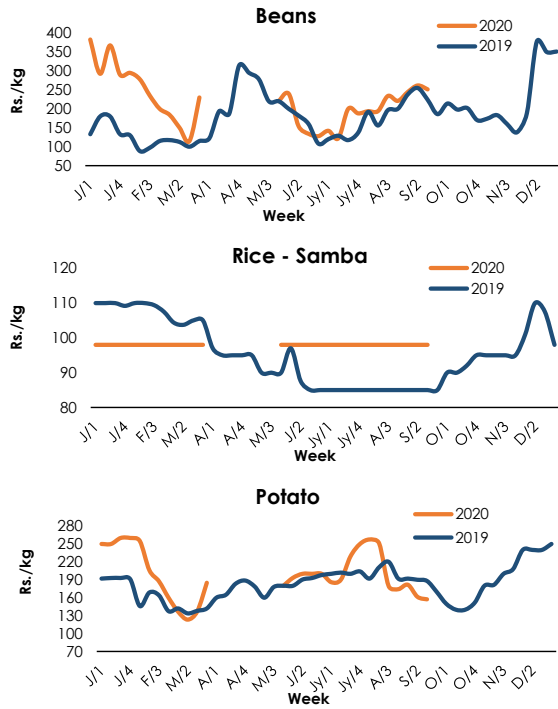 Beans
Rs./kg
400
350
300
250
200
150
100
50
2020
2019
J/1
J/4
F/3
M/2
A/1
A/4
M/3
J/2
Jy/1
Jy/4
A/3
S/2
O/1
O/4
N/3
D/2
Week
Rice - Samba
Rs./kg
120
110
100
90
80
2020
2019
J/1
J/4
F/3
M/2
A/1
A/4
M/3
J/2
Jy/1
Jy/4
A/3
S/2
O/1
O/4
N/3
D/2
Week
Potato
Rs./kg
280
250
220
190
160
130
100
70
2020
2019
J/1
J/4
F/3
M/2
A/1
A/4
M/3
J/2
Jy/1
Jy/4
A/3
S/2
O/1
O/4
N/3
D/2
Week